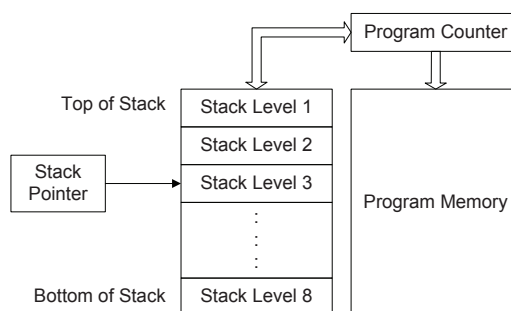 Program Counter
Top of Stack
Stack Level 1
Stack Level 2
Stack
Pointer
Stack Level 3
Program Memory
:
:
:
Bottom of Stack
Stack Level 8